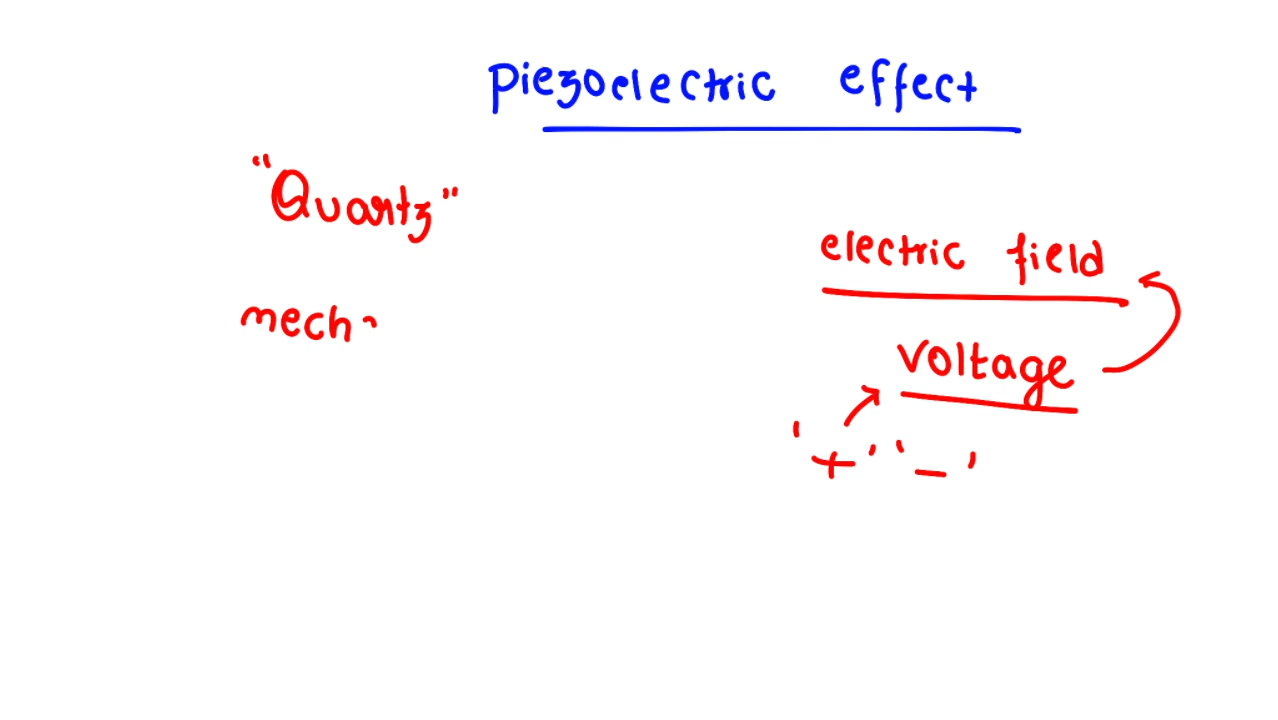 Piezoelectric effect
"Quartz"
electric field
mech
voltage
'+' '-'